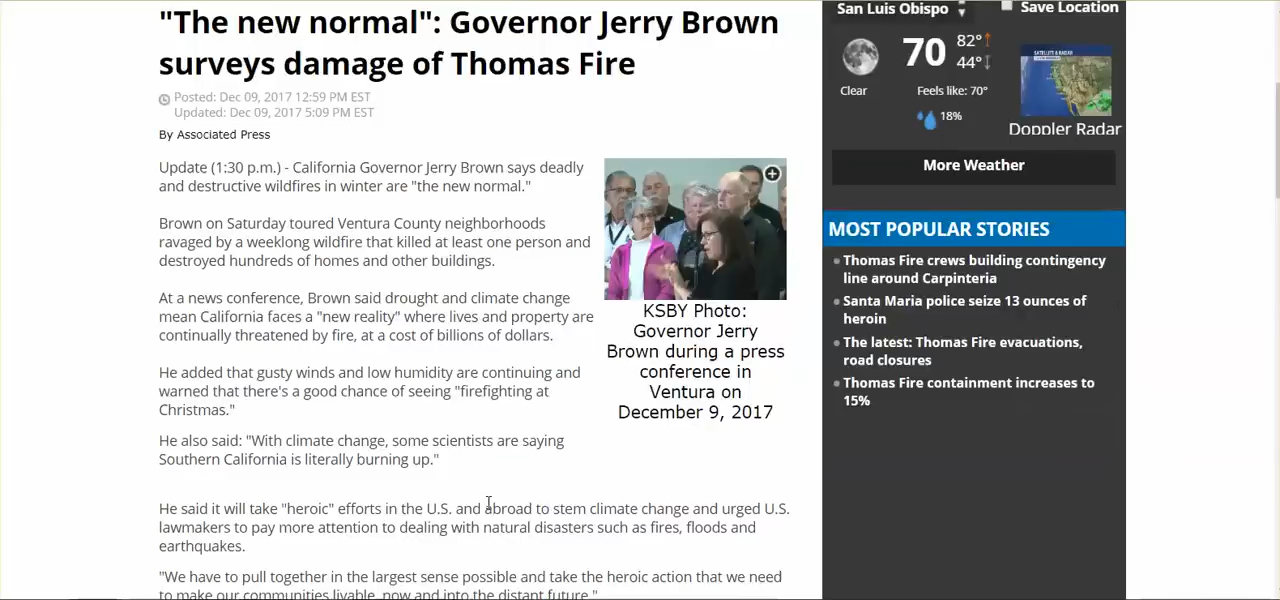 "The new normal": Governor Jerry Brown
surveys damage of Thomas Fire
Posted: Dec 09, 2017 12:59 PM EST
Updated: Dec 09, 2017 5:09 PM EST
By Associated Press
Update (1:30 p.m.) - California Governor Jerry Brown says deadly
and destructive wildfires in winter are "the new normal."
Brown on Saturday toured Ventura County neighborhoods
ravaged by a weeklong wildfire that killed at least one person and
destroyed hundreds of homes and other buildings.
At a news conference, Brown said drought and climate change
mean California faces a "new reality" where lives and property are
continually threatened by fire, at a cost of billions of dollars.
He added that gusty winds and low humidity are continuing and
warned that there's a good chance of seeing "firefighting at
Christmas."
He also said: "With climate change, some scientists are saying
Southern California is literally burning up."
KSBY Photo:
Governor Jerry
Brown during a press
conference in
Ventura on
December 9, 2017
He said it will take "heroic" efforts in the U.S. and abroad to stem climate change and urged U.S.
lawmakers to pay more attention to dealing with natural disasters such as fires, floods and
earthquakes.
"We have to pull together in the largest sense possible and take the heroic action that we need
to make our communities livable, now and into the distant future."
San Luis Obispo
Save Location
70
82°
44°
Clear
Feels like: 70°
18%
SATELLITE & RADAR
Doppler Radar
More Weather
MOST POPULAR STORIES
Thomas Fire crews building contingency
line around Carpinteria
Santa Maria police seize 13 ounces of
heroin
The latest: Thomas Fire evacuations,
road closures
Thomas Fire containment increases to
15%